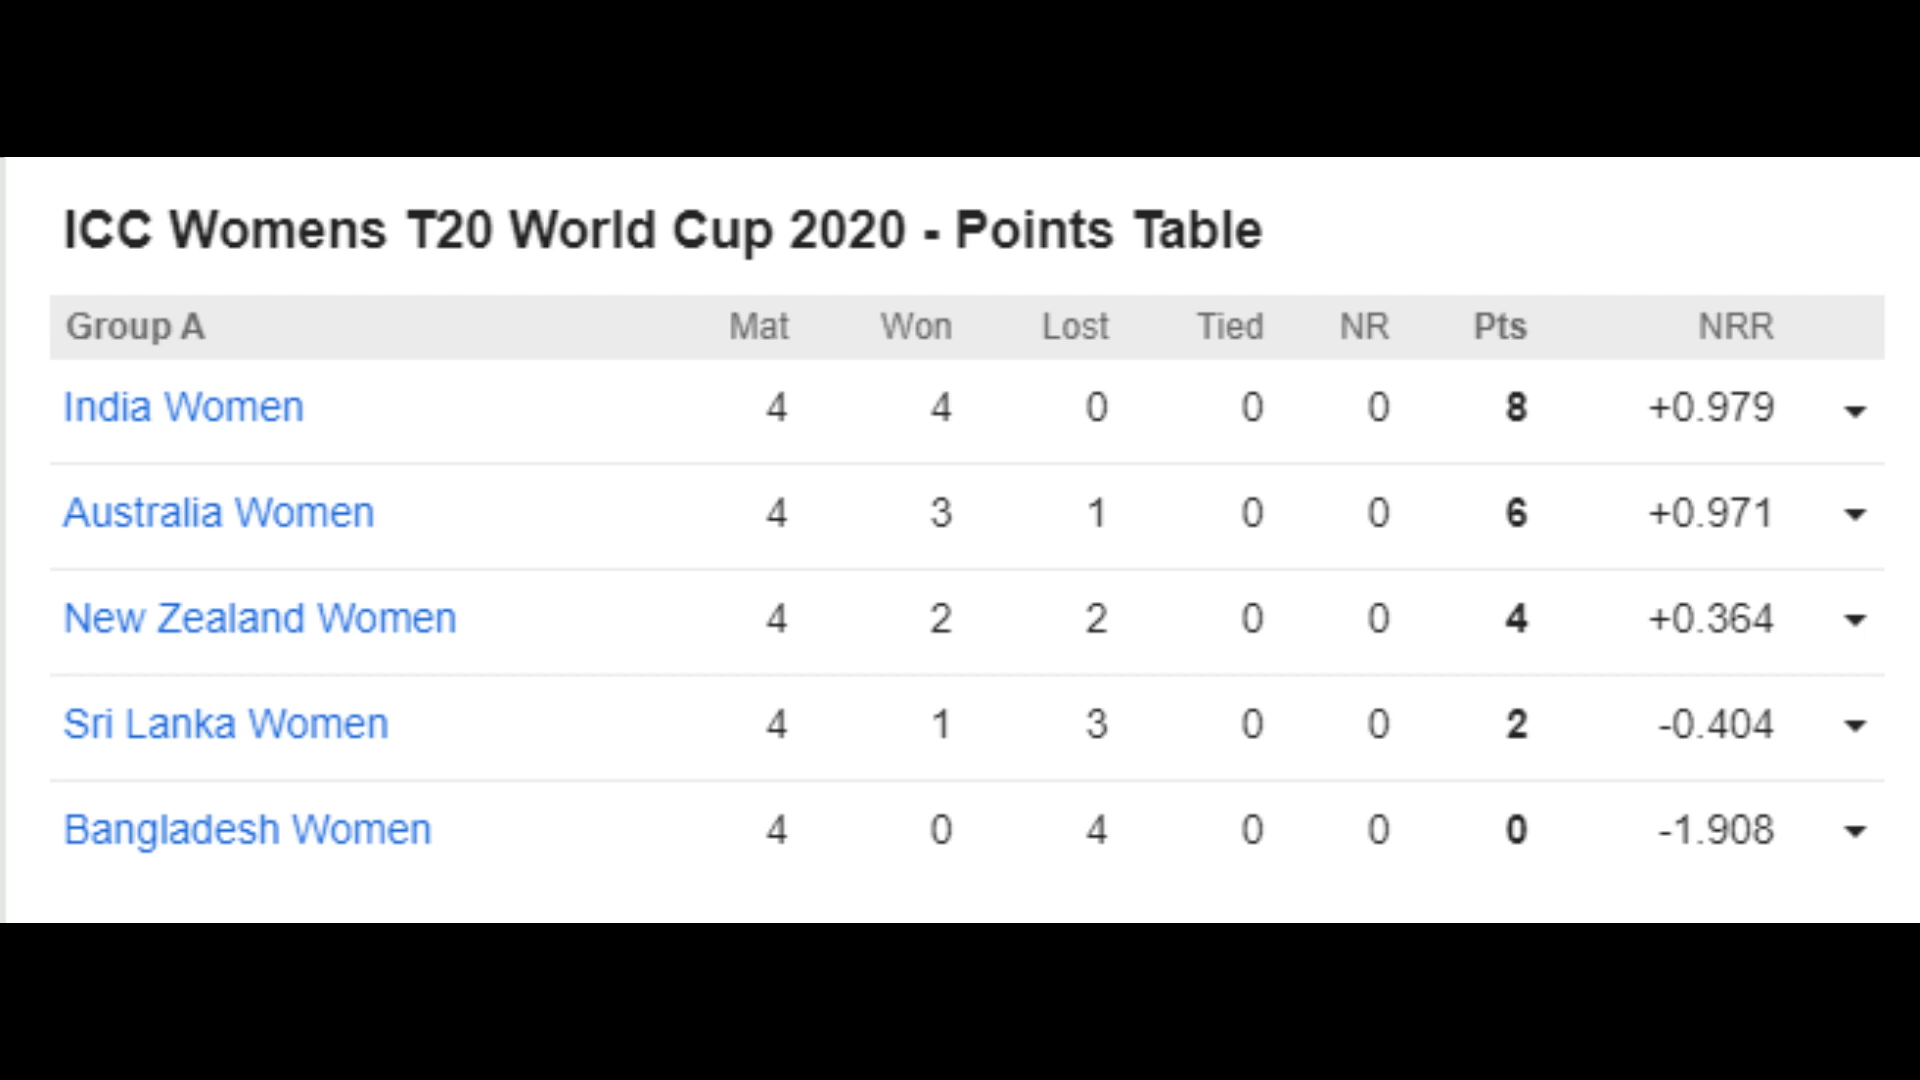 ICC Womens T20 World Cup 2020 - Points Table
Group A Mat Won Lost Tied NR Pts NRR
India Women 4 4 0 0 0 8 +0.979
Australia Women 4 3 1 0 0 6 +0.971
New Zealand Women 4 2 2 0 0 4 +0.364
Sri Lanka Women 4 1 3 0 0 2 -0.404
Bangladesh Women 4 0 4 0 0 0 -1.908